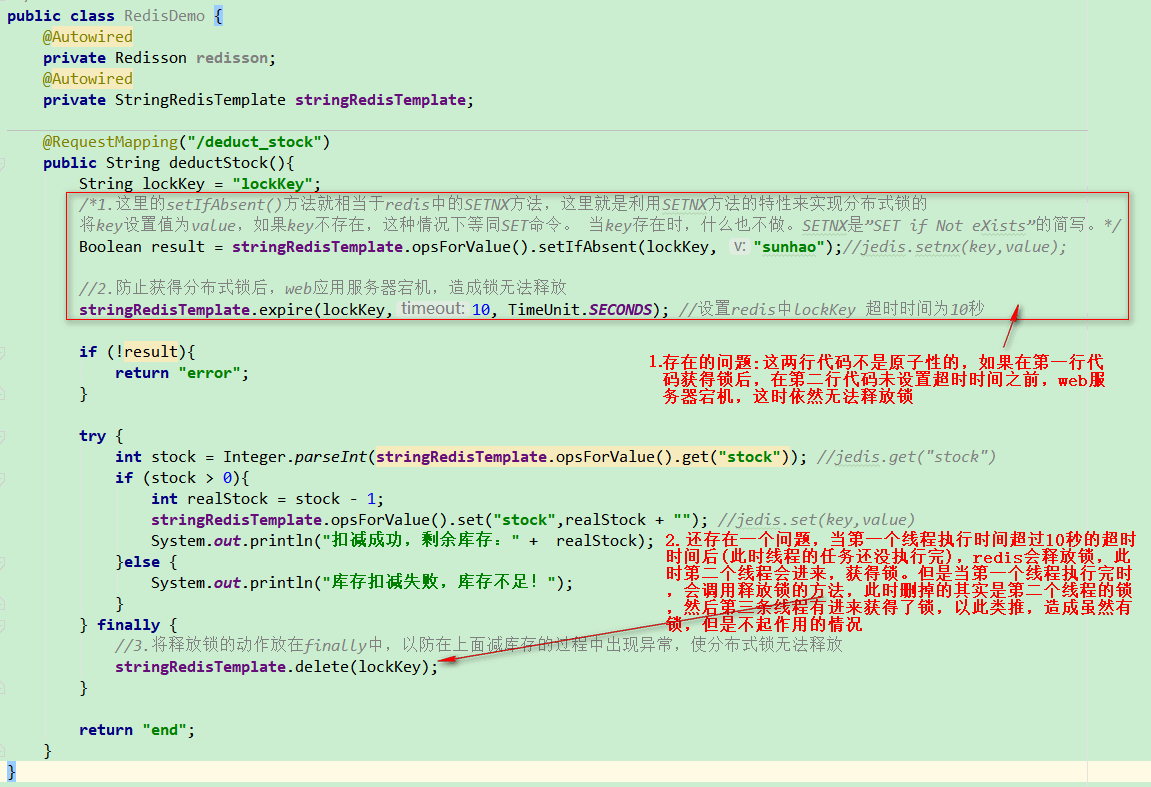 public class RedisDemo {
@Autowired
private Redisson redisson;
@Autowired
private StringRedisTemplate stringRedisTemplate;
@RequestMapping("/deduct_stock")
public String deductStock(){
String lockKey = "lockKey";
/*1.这里的setIfAbsent()方法就相当于redis中的SETNX方法，这里就是利用SETNX方法的特性来实现分布式锁的
将key设置值为value，如果key不存在，这种情况下等同SET命令。 当key存在时，什么也不做。SETNX是”SET if Not eXists”的简写。*/
Boolean result = stringRedisTemplate.opsForValue().setIfAbsent(lockKey, v: "sunhao");//jedis.setnx(key,value);
//2.防止获得分布式锁后，web应用服务器宕机，造成锁无法释放
stringRedisTemplate.expire(lockKey, timeout: 10, TimeUnit.SECONDS); //设置redis中lockKey 超时时间为10秒
if (!result){
return "error";
}
1.存在的问题:这两行代码不是原子性的，如果在第一行代
码获得锁后，在第二行代码未设置超时时间之前，web服
务器宕机，这时依然无法释放锁
try {
int stock = Integer.parseInt(stringRedisTemplate.opsForValue().get("stock")); //jedis.get("stock")
if (stock > 0){
int realStock = stock - 1;
stringRedisTemplate.opsForValue().set("stock",realStock + ""); //jedis.set(key,value)
System.out.println("扣减成功，剩余库存：" + realStock);
}else {
System.out.println("库存扣减失败，库存不足！");
}
2.还存在一个问题，当第一个线程执行时间超过10秒的超时
时间后(此时线程的任务还没执行完)，redis会释放锁，此
时第二个线程会进来，获得锁。但是当第一个线程执行完时
，会调用释放锁的方法，此时删掉的其实是第二个线程的锁
，然后第三条线程有进来获得了锁，以此类推，造成虽然有
锁，但是不起作用的情况
} finally {
//3.将释放锁的动作放在finally中，以防在上面减库存的过程中出现异常，使分布式锁无法释放
stringRedisTemplate.delete(lockKey);
}
return "end";
}
}